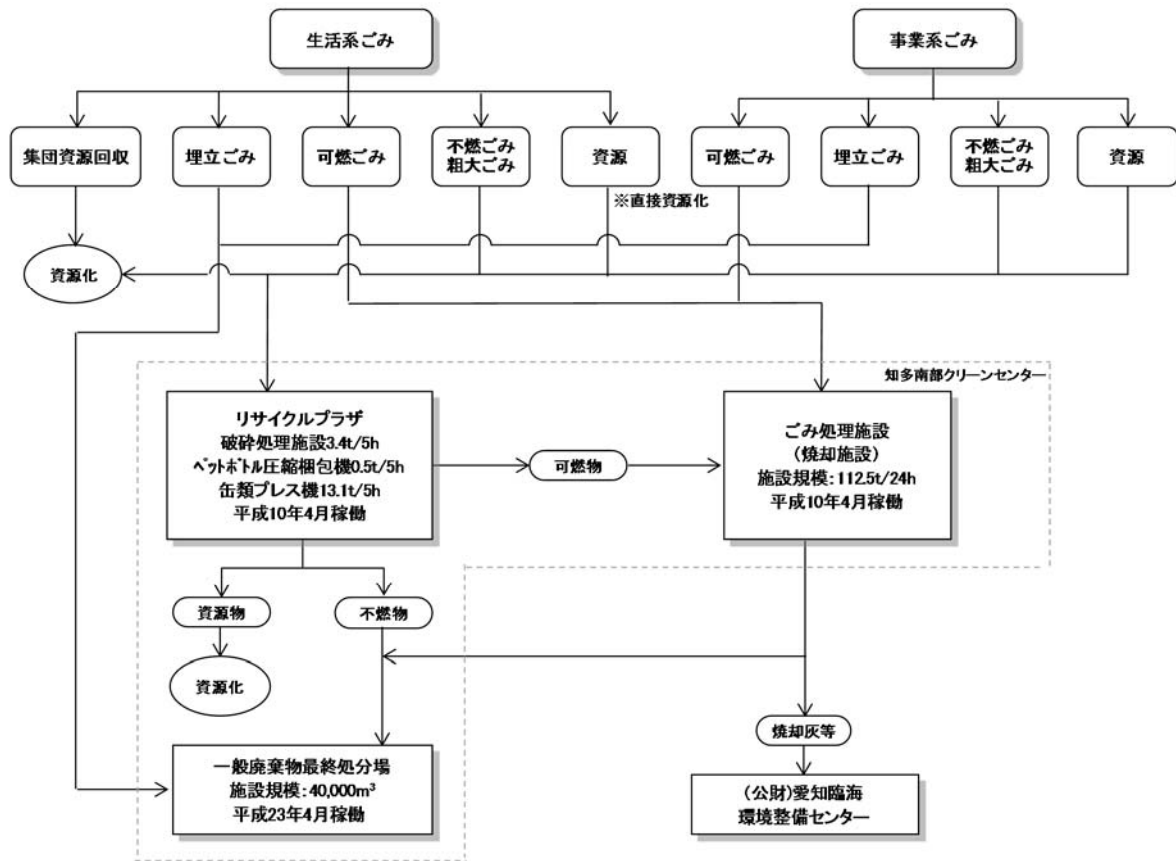 生活系ごみ
事業系ごみ
集団資源回収
埋立ごみ
可燃ごみ
不燃ごみ
粗大ごみ
資源
可燃ごみ
埋立ごみ
不燃ごみ
粗大ごみ
資源
※直接資源化
資源化
知多南部クリーンセンター
リサイクルプラザ
破砕処理施設3.4t/5h
ペットボトル圧縮梱包機0.5t/5h
缶類プレス機13.1t/5h
平成10年4月稼働
可燃物
ごみ処理施設
(焼却施設)
施設規模:112.5t/24h
平成10年4月稼働
資源物
不燃物
資源化
焼却灰等
一般廃棄物最終処分場
施設規模:40,000m³
平成23年4月稼働
(公財)愛知臨海
環境整備センター